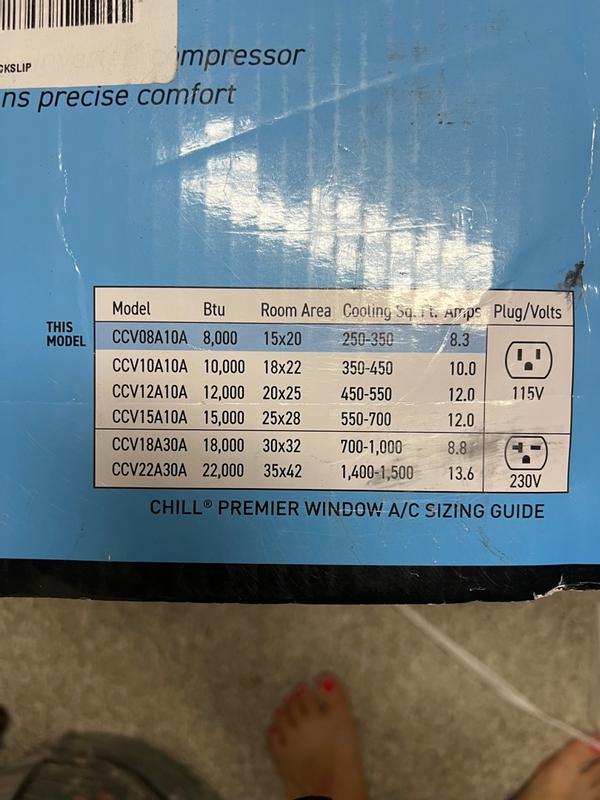 CKSLIP
compressor
ns precise comfort
Model Btu Room Area Cooling Sq. Ft. Amps Plug/Volts
THIS MODEL CCV08A10A 8,000 15x20 250-350 8.3
CCV10A10A 10,000 18x22 350-450 10.0
115V
CCV12A10A 12,000 20x25 450-550 12.0
CCV15A10A 15,000 25x28 550-700 12.0
CCV18A30A 18,000 30x32 700-1,000 8.8
CCV22A30A 22,000 35x42 1,400-1,500 13.6
230V
CHILL® PREMIER WINDOW A/C SIZING GUIDE